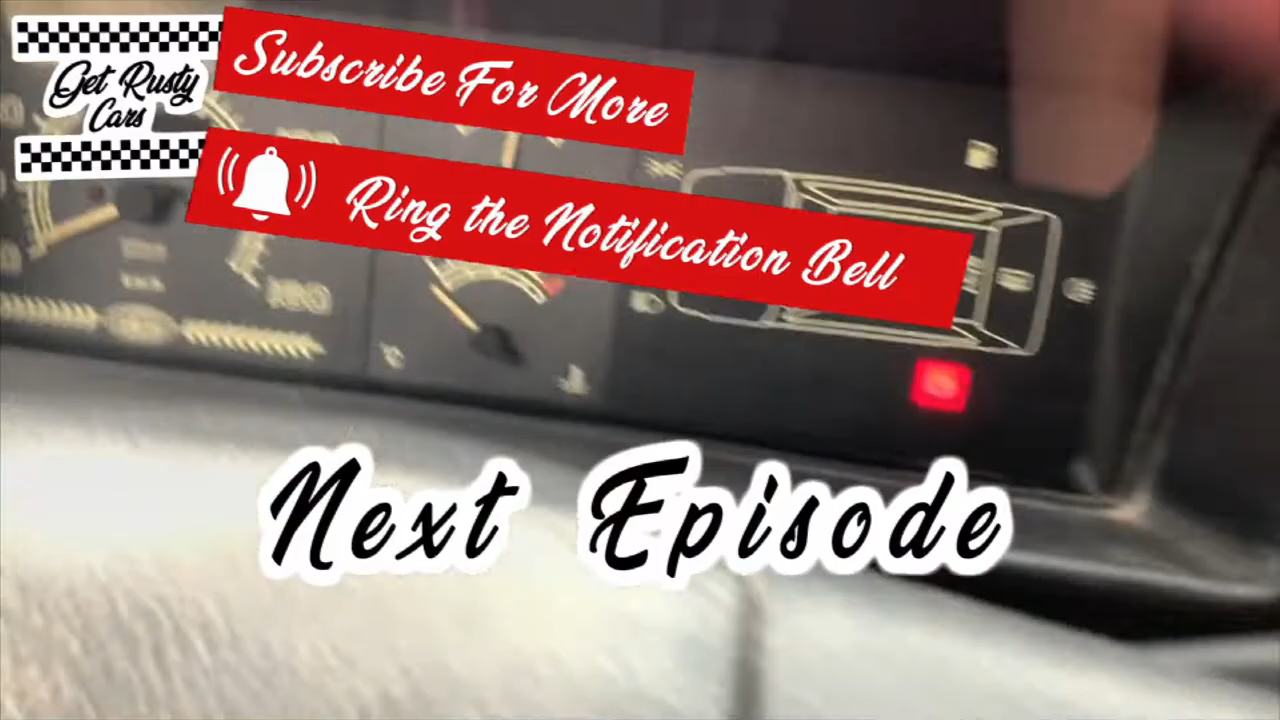 Get Rusty
Cars
Subscribe For More
Ring the Notification Bell
°C
Next Episode